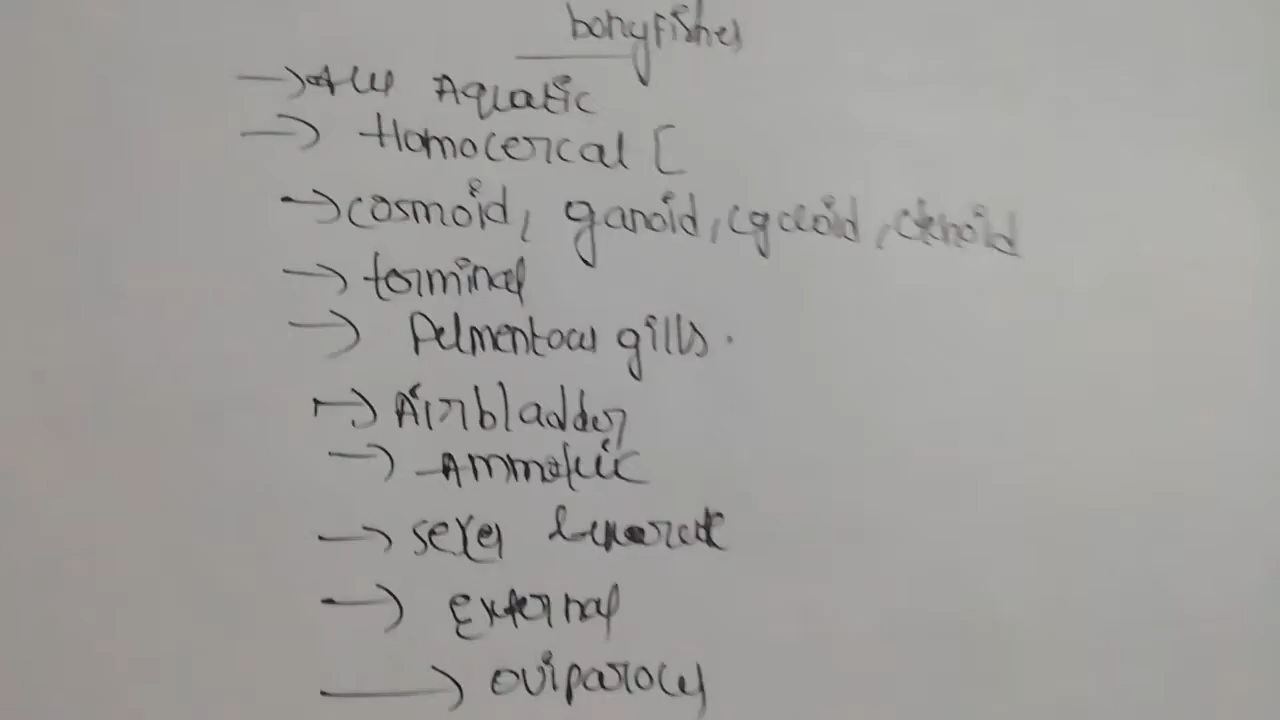 bonyfishes
→ All Aquatic
→ Homocercal [
→ cosmoid, ganoid, cycloid, ctenoid
→ terminal
→ gills.
→ Airbladder
→ Ammotelic
→ sexes
→ External
→ oviparous